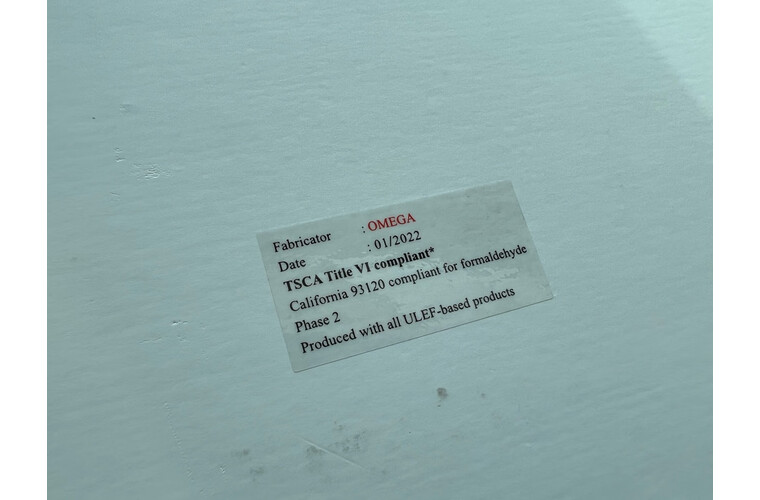 Fabricator : OMEGA
Date : 01/2022
TSCA Title VI compliant*
California 93120 compliant for formaldehyde
Phase 2
Produced with all ULEF-based products